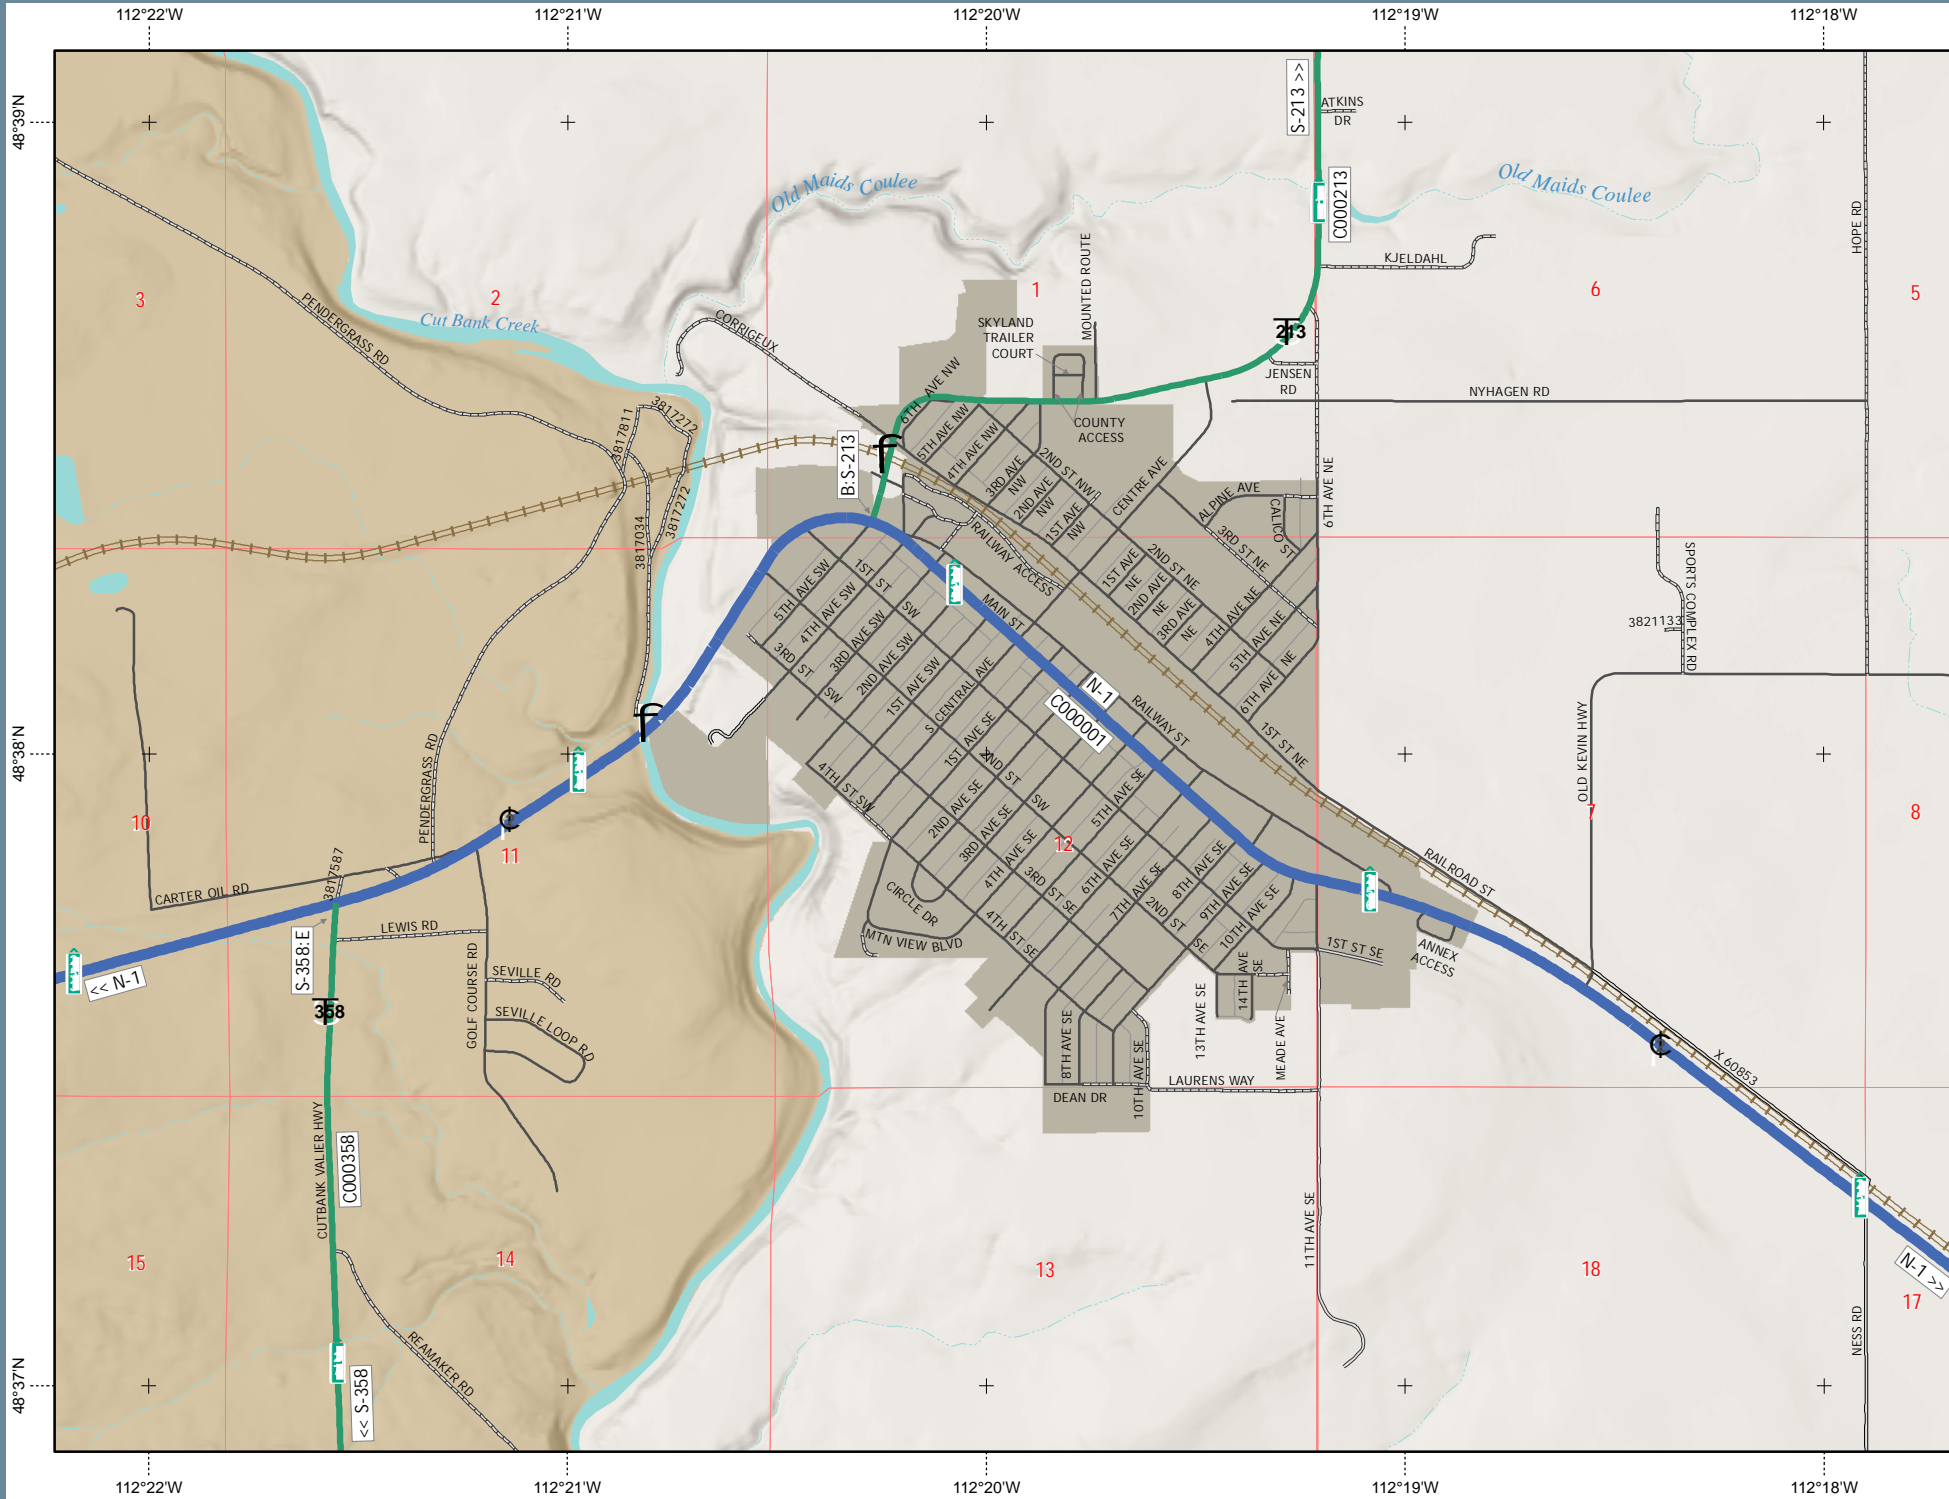 112°22'W
112°21'W
112°20'W
112°19'W
112°18'W
48°39'N
48°38'N
48°37'N
S-213 >>
ATKINS
DR
C000213
Old Maids Coulee
Old Maids Coulee
HOPE RD
KJELDAHL
MOUNTED ROUTE
3
2
1
6
5
PENDERGRASS RD
Cut Bank Creek
CORRIGEUX
SKYLAND
TRAILER
COURT
213
JENSEN
RD
NYHAGEN RD
6TH AVE NW
COUNTY
ACCESS
3817272
3817811
B:S-213
5TH AVE NW
4TH AVE NW
3RD AVE
NW
2ND AVE
NW
1ST AVE
NW
2ND ST NW
CENTRE AVE
ALPINE AVE
CALICO ST
3RD ST NE
6TH AVE NE
3817034
3817272
RAILWAY ACCESS
1ST AVE
NE
2ND AVE
NE
3RD AVE
NE
2ND ST NE
4TH AVE NE
5TH AVE NE
6TH AVE NE
1ST ST NE
MAIN ST
5TH AVE SW
4TH AVE SW
3RD AVE SW
2ND AVE SW
1ST AVE SW
S CENTRAL AVE
1ST ST SW
3RD ST SW
N-1
C000001
RAILWAY ST
SPORTS COMPLEX RD
3821133
OLD KEVIN HWY
PENDERGRASS RD
1ST AVE SE
2ND ST SW
4TH ST SW
2ND AVE SE
3RD AVE SE
4TH AVE SE
5TH AVE SE
6TH AVE SE
7TH AVE SE
8TH AVE SE
9TH AVE SE
10TH AVE SE
3RD ST SE
2ND ST SE
4TH ST SE
10
11
12
7
8
3817587
CARTER OIL RD
LEWIS RD
S-358:E
<< N-1
358
GOLF COURSE RD
SEVILLE RD
SEVILLE LOOP RD
CIRCLE DR
MTN VIEW BLVD
RAILROAD ST
1ST ST SE
ANNEX
ACCESS
14TH AVE
SE
13TH AVE SE
MEADE AVE
8TH AVE SE
10TH AVE SE
DEAN DR
LAURENS WAY
X 60853
CUTBANK VALIER HWY
C000358
11TH AVE SE
15
14
13
18
17
N-1 >>
REAMAKER RD
<< S-358
NESS RD
112°22'W
112°21'W
112°20'W
112°19'W
112°18'W